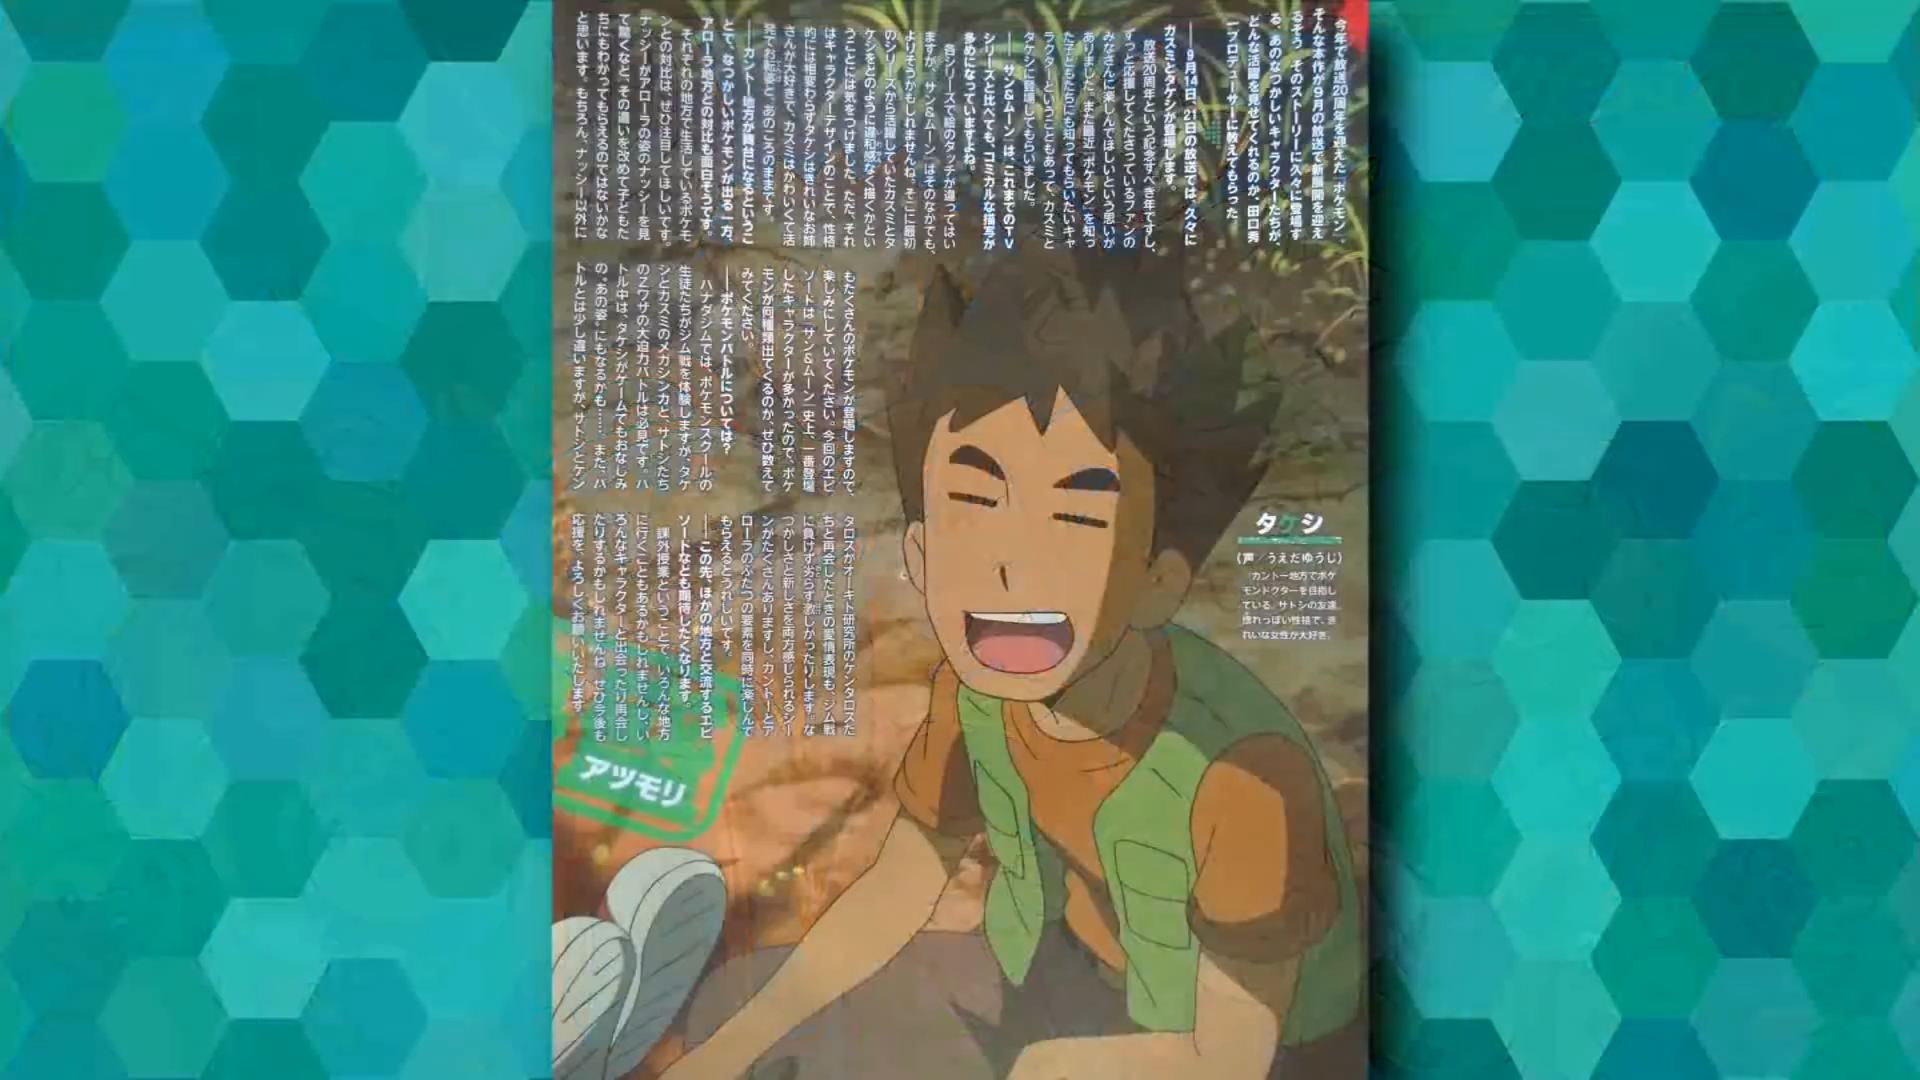 今年で放送20周年を迎えた「ポケモン」。
そんな本作が9月の放送で新展開を迎え
るそう。そのストーリーに久々に登場す
る、あのなつかしいキャラクターたちが、
どんな活躍を見せてくれるのか、田口秀
一プロデューサーに教えてもらった。
――9月14日、21日の放送では、久々に
カスミとタケシが登場します。
放送20周年という記念すべき年ですし、
ずっと応援してくださっているファンの
みなさんに楽しんでほしいという思いが
ありました。また最近「ポケモン」を知っ
た子どもたちにも知ってもらいたいキャ
ラクターということもあって、カスミと
タケシに登場してもらいました。
――「サン&ムーン」は、これまでのTV
シリーズと比べても、コミカルな描写が
多めになっていますよね。
各シリーズで絵のタッチが違ってはい
ますが、「サン&ムーン」はそのなかでも、
よりそうかもしれませんね。そこに最初
のシリーズから活躍していたカスミとタ
ケシをどのように違和感なく描くかとい
うことには気をつけました。ただ、それ
はキャラクターデザインのことで、性格
的には相変わらずタケシはきれいなお姉
さんが大好きで、カスミはかわいくて活
発でお転婆と、あのころのままです。
――カントー地方が舞台になるというこ
とで、なつかしいポケモンが出る一方、
アローラ地方との対比も面白そうです。
それぞれの地方で生活しているポケモ
ンとの対比は、ぜひ注目してほしいです。
ナッシーがアローラの姿のナッシーを見
て驚くなど、その違いを改めて子どもた
ちにもわかってもらえるのではないかな
と思います。もちろん、ナッシー以外に
もたくさんのポケモンが登場しますので、
楽しみにしていてください。今回のエピ
ソードは「サン&ムーン」史上、一番登場
したキャラクターが多かったので、ポケ
モンが何種類出てくるのか、ぜひ数えて
みてください。
――ポケモンバトルについては?
ハナダジムでは、ポケモンスクールの
生徒たちがジム戦を体験しますが、タケ
シとカスミのメガシンカと、サトシたち
のZワザの大迫力バトルは必見です。バ
トル中は、タケシがゲームでもおなじみ
の“あの姿”にもなるかも……。また、バ
トルとは少し違いますが、サトシとケン
タロスがオーキド研究所のケンタロスた
ちと再会したときの愛情表現も、ジム戦
に負けず劣らず激しかったりします。な
つかしさと新しさを両方感じられるシー
ンがたくさんありますし、カントーとア
ローラのふたつの要素を同時に楽しんで
もらえるとうれしいです。
――この先、ほかの地方と交流するエピ
ソードなども期待したくなります。
課外授業ということで、いろんな地方
に行くこともあるかもしれませんし、い
ろんなキャラクターと出会ったり再会し
たりするかもしれませんね。ぜひ今後も
応援を、よろしくお願いいたします。
タケシ
(声/うえだゆうじ)
カントー地方でポケ
モンドクターを目指し
ている、サトシの友達。
惚れっぽい性格で、き
れいな女性が大好き。
アツモリ